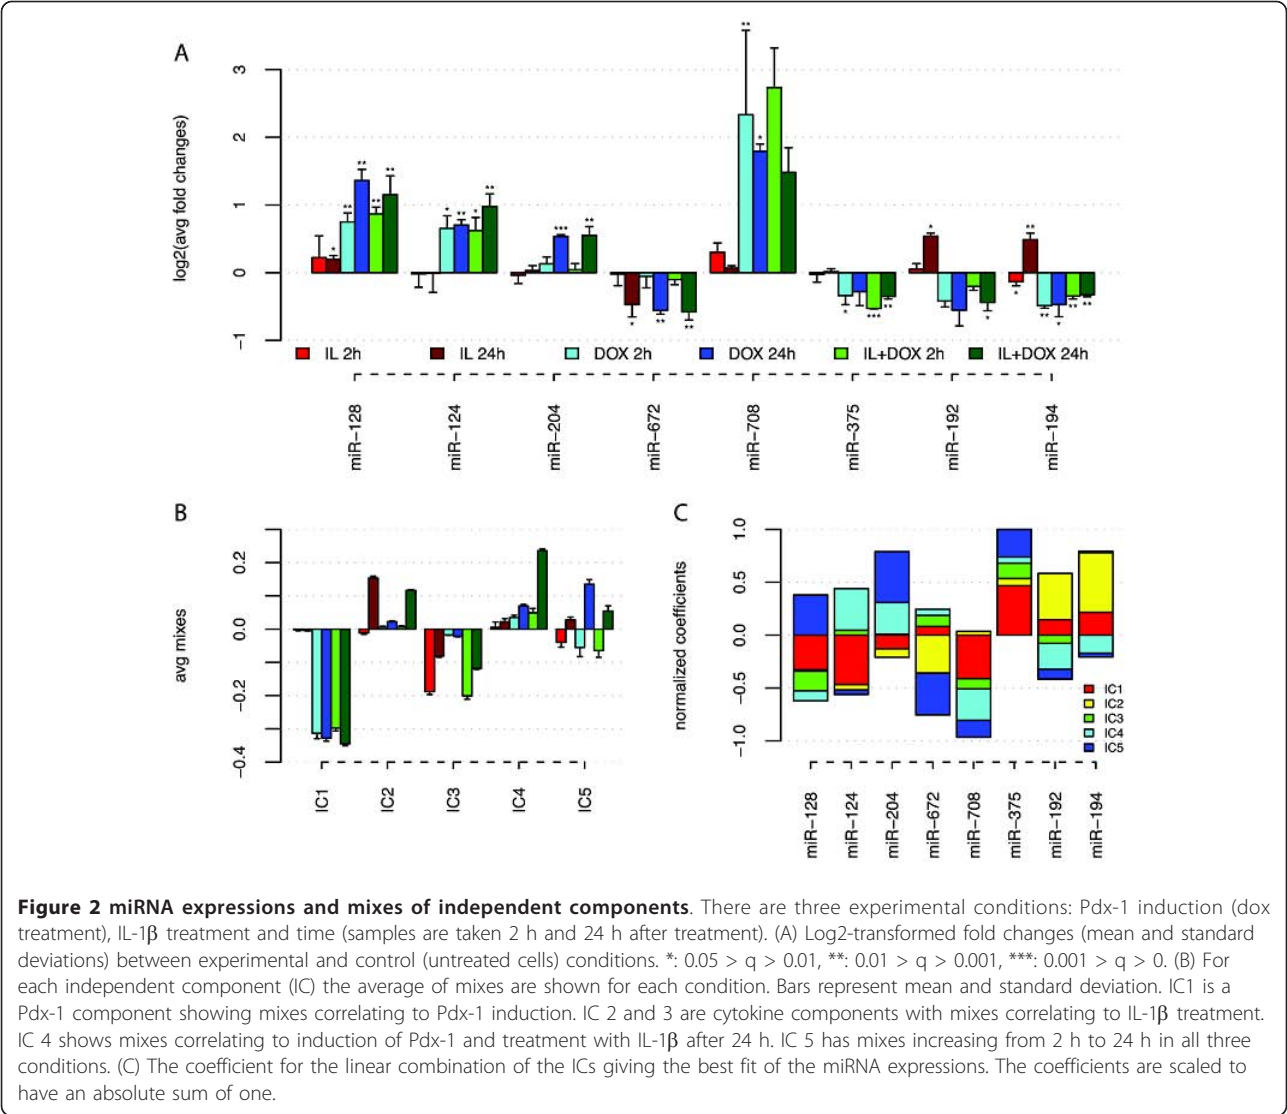 A
log2(avg fold changes)
3
2
1
0
−1
**
*
**
**
**
**
*
**
*
**
***
**
*
**
**
**
*
*
***
**
*
*
*
**
**
*
**
**
IL 2h IL 24h DOX 2h DOX 24h IL+DOX 2h IL+DOX 24h
miR−128 miR−124 miR−204 miR−672 miR−708 miR−375 miR−192 miR−194
B
avg mixes
0.2
0.0
−0.2
−0.4
IC1 IC2 IC3 IC4 IC5
C
normalized coefficients
1.0
0.5
0.0
−0.5
−1.0
IC1
IC2
IC3
IC4
IC5
miR−128 miR−124 miR−204 miR−672 miR−708 miR−375 miR−192 miR−194
Figure 2 miRNA expressions and mixes of independent components. There are three experimental conditions: Pdx-1 induction (dox
treatment), IL-1β treatment and time (samples are taken 2 h and 24 h after treatment). (A) Log2-transformed fold changes (mean and standard
deviations) between experimental and control (untreated cells) conditions. *: 0.05 > q > 0.01, **: 0.01 > q > 0.001, ***: 0.001 > q > 0. (B) For
each independent component (IC) the average of mixes are shown for each condition. Bars represent mean and standard deviation. IC1 is a
Pdx-1 component showing mixes correlating to Pdx-1 induction. IC 2 and 3 are cytokine components with mixes correlating to IL-1β treatment.
IC 4 shows mixes correlating to induction of Pdx-1 and treatment with IL-1β after 24 h. IC 5 has mixes increasing from 2 h to 24 h in all three
conditions. (C) The coefficient for the linear combination of the ICs giving the best fit of the miRNA expressions. The coefficients are scaled to
have an absolute sum of one.